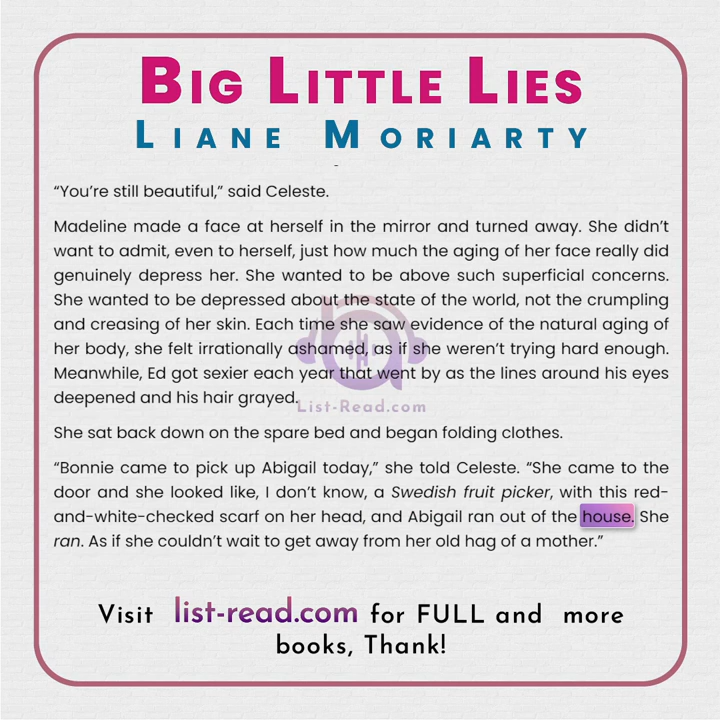 BIG LITTLE LIES
LIANE MORIARTY
“You’re still beautiful,” said Celeste.
Madeline made a face at herself in the mirror and turned away. She didn’t
want to admit, even to herself, just how much the aging of her face really did
genuinely depress her. She wanted to be above such superficial concerns.
She wanted to be depressed about the state of the world, not the crumpling
and creasing of her skin. Each time she saw evidence of the natural aging of
her body, she felt irrationally ashamed, as if she weren’t trying hard enough.
Meanwhile, Ed got sexier each year that went by as the lines around his eyes
deepened and his hair grayed.
List-Read.com
She sat back down on the spare bed and began folding clothes.
“Bonnie came to pick up Abigail today,” she told Celeste. “She came to the
door and she looked like, I don’t know, a Swedish fruit picker, with this red-
and-white-checked scarf on her head, and Abigail ran out of the house. She
ran. As if she couldn’t wait to get away from her old hag of a mother.”
Visit list-read.com for FULL and more
books, Thank!